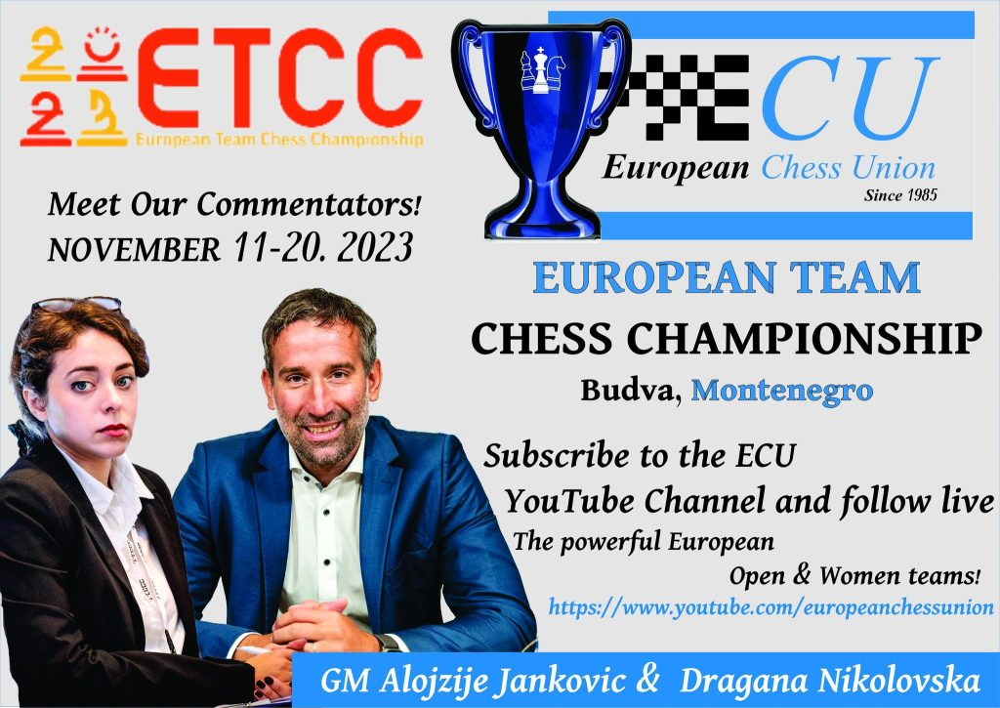 2023
ETCC
European Team Chess Championship
ECU
European Chess Union
Since 1985
Meet Our Commentators!
NOVEMBER 11-20. 2023
EUROPEAN TEAM
CHESS CHAMPIONSHIP
Budva, Montenegro
Subscribe to the ECU
YouTube Channel and follow live
The powerful European
Open & Women teams!
https://www.youtube.com/europeanchessunion
GM Alojzije Jankovic & Dragana Nikolovska